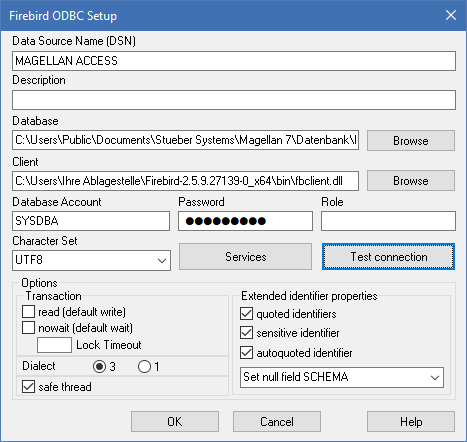 Firebird ODBC Setup
Data Source Name (DSN)
MAGELLAN ACCESS
Description
Database
C:\Users\Public\Documents\Stueber Systems\Magellan 7\Datenbank\I
Browse
Client
C:\Users\Ihre Ablagestelle\Firebird-2.5.9.27139-0_x64\bin\fbclient.dll
Browse
Database Account Password Role
SYSDBA ●●●●●●●●●
Character Set
UTF8 Services Test connection
Options
Transaction Extended identifier properties
read (default write) quoted identifiers
nowait (default wait) sensitive identifier
Lock Timeout autoquoted identifier
Dialect 3 1
Set null field SCHEMA
safe thread
OK Cancel Help